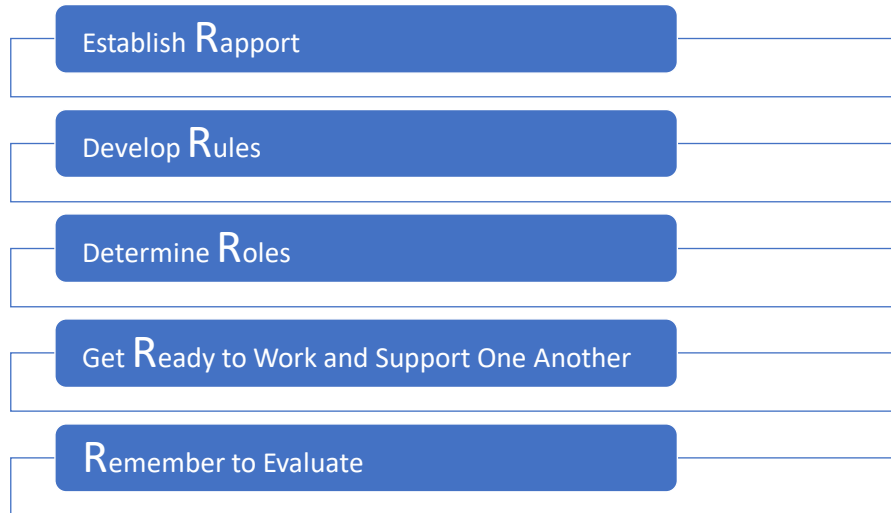 Establish Rapport
Develop Rules
Determine Roles
Get Ready to Work and Support One Another
Remember to Evaluate